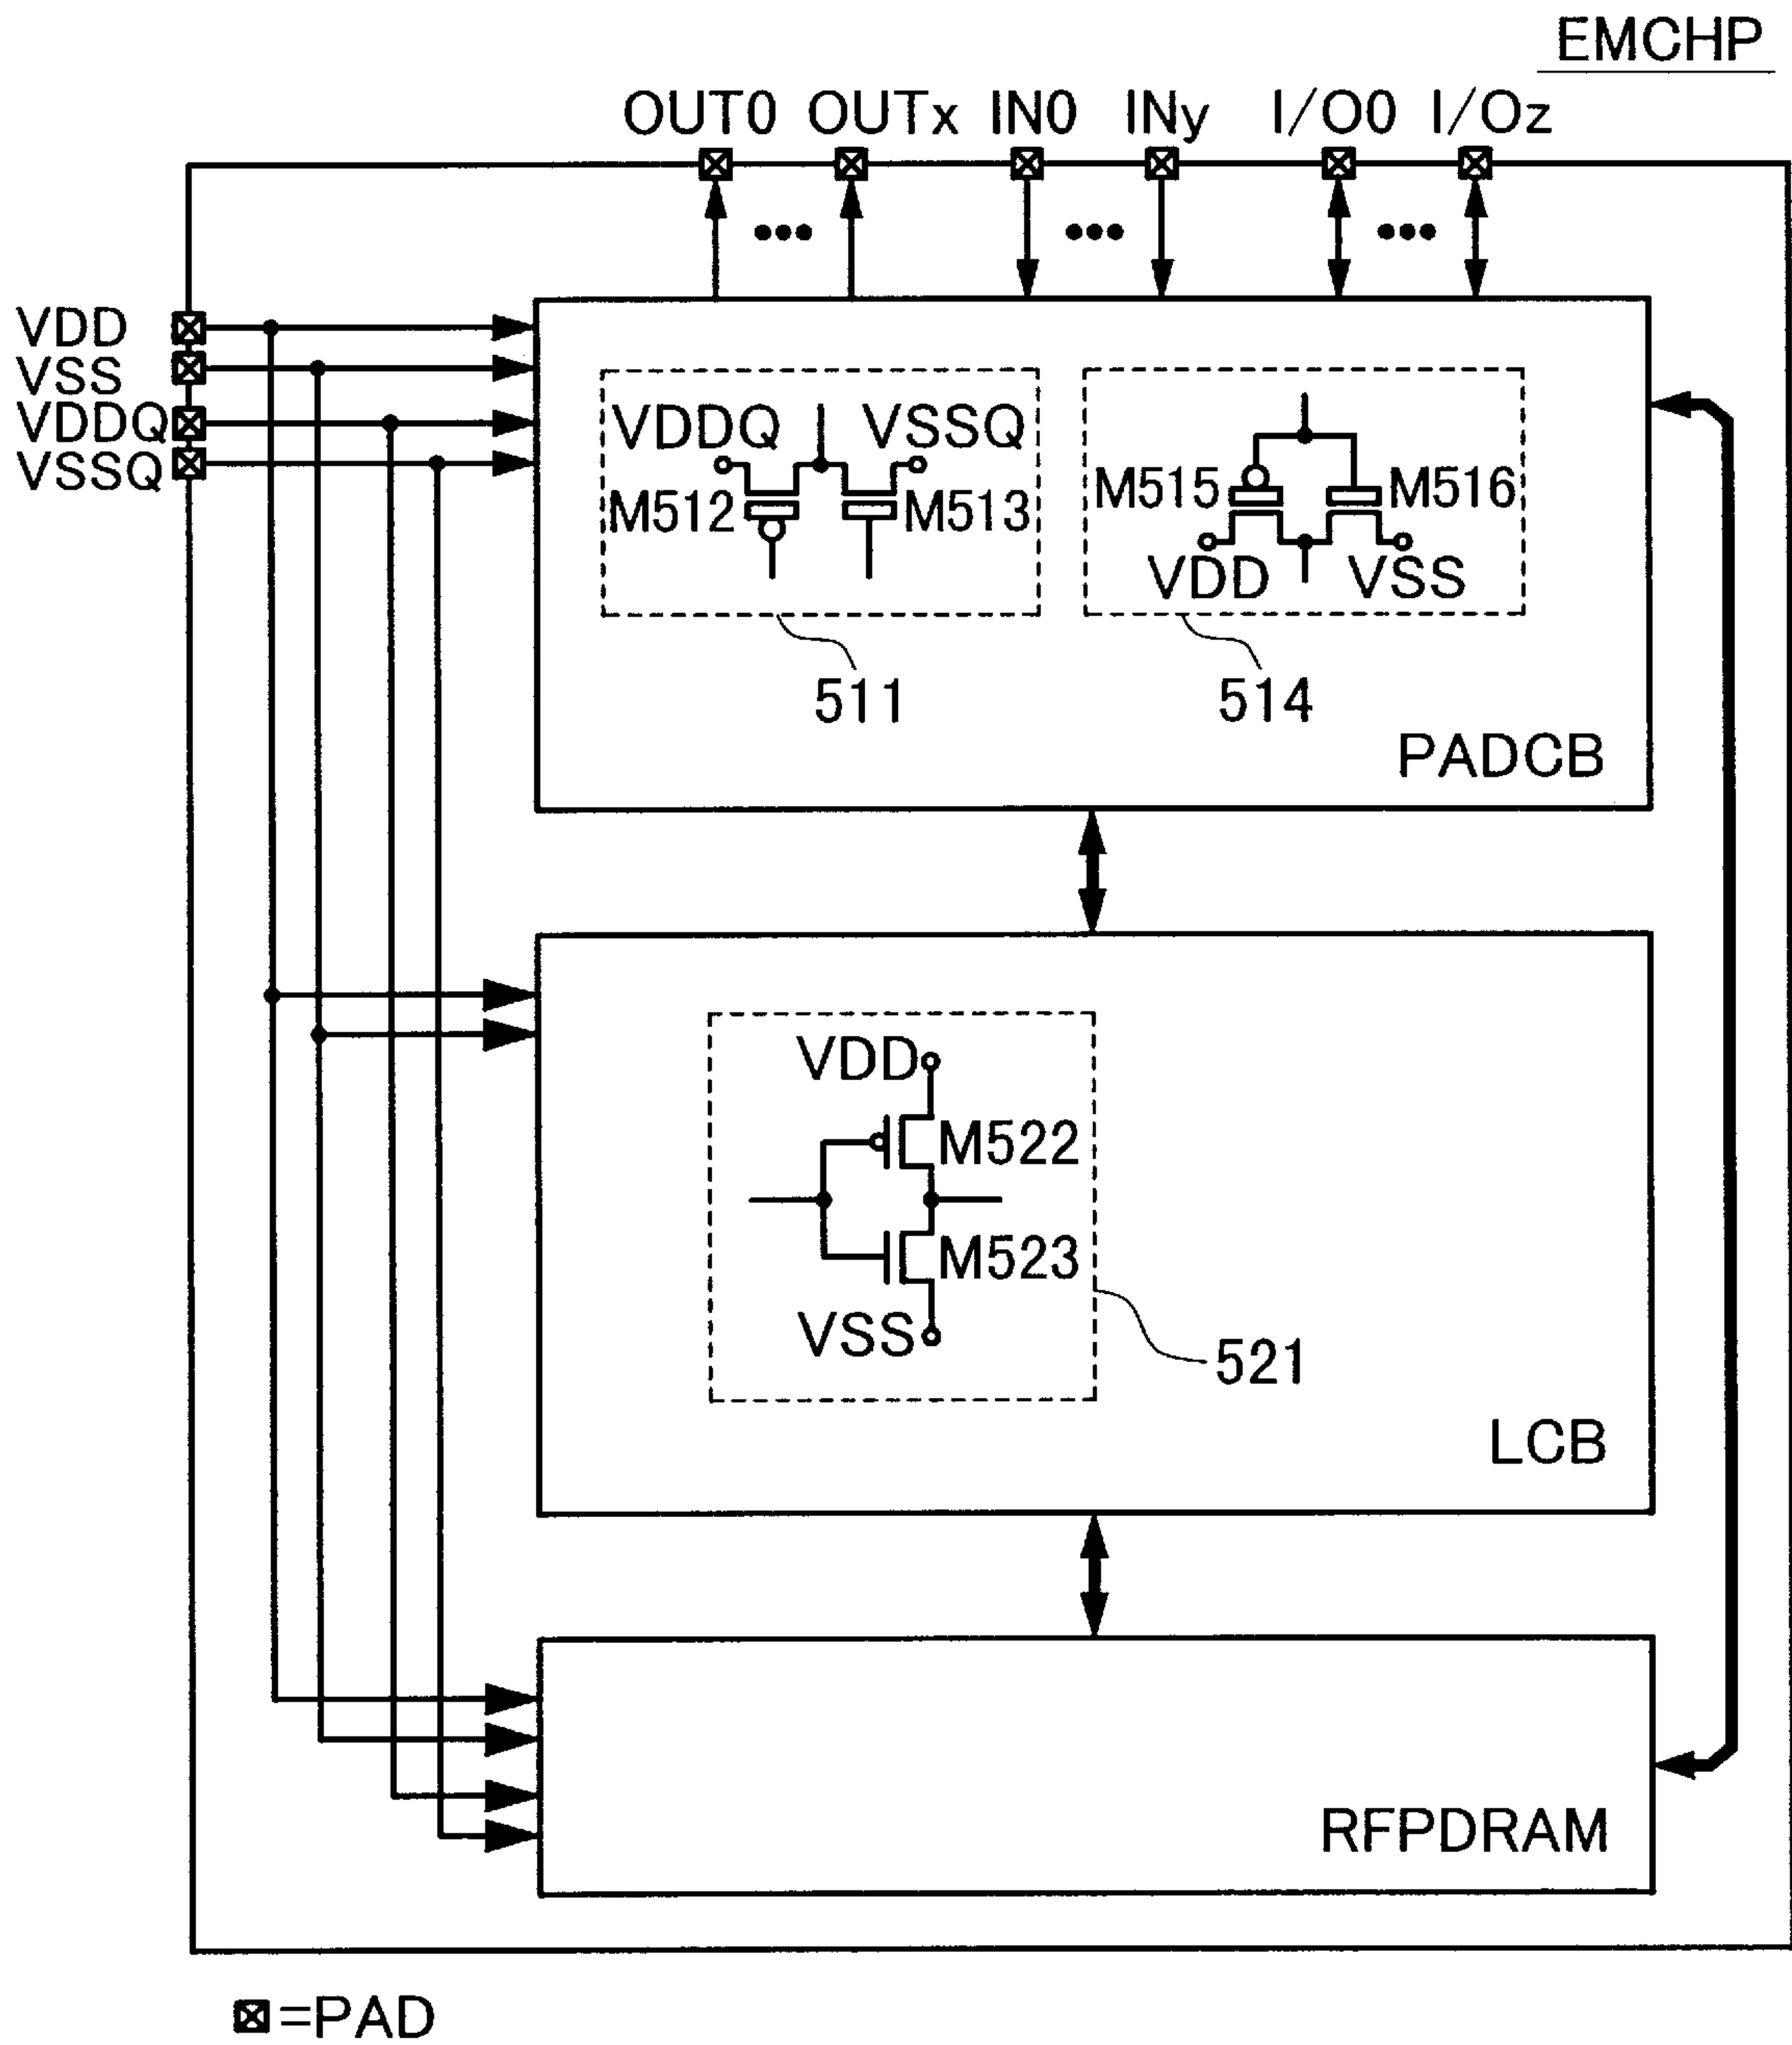 EMCHP
OUT0 OUTx IN0 INy I/O0 I/Oz
VDD
VSS
VDDQ
VSSQ
VDDQ VSSQ
M512 M513
M515 M516
VDD VSS
511
514
PADCB
VDD
M522
M523
VSS
521
LCB
RFPDRAM
=PAD